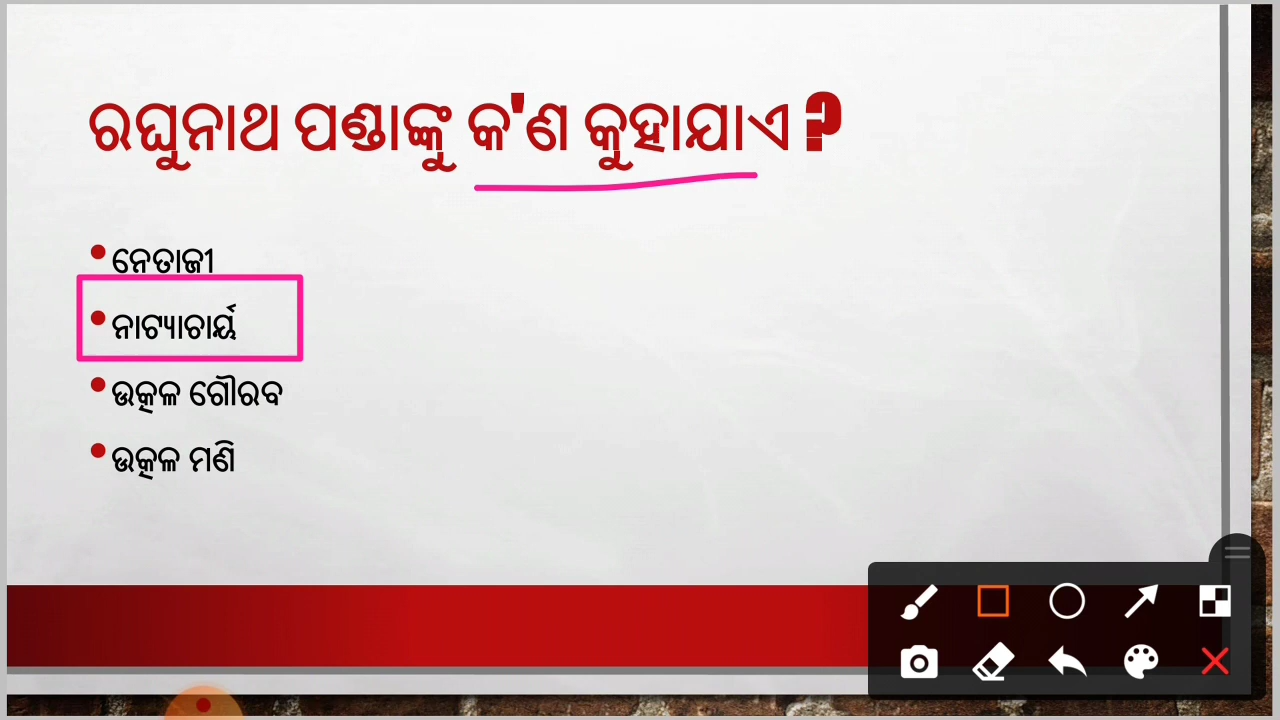 ରଘୁନାଥ ପଣ୍ଡାଙ୍କୁ କ'ଣ କୁହାଯାଏ ?
ନେତାଜୀ
ନାଟ୍ୟାଚାର୍ୟ
ଉତ୍କଳ ଗୌରବ
ଉତ୍କଳ ମଣି